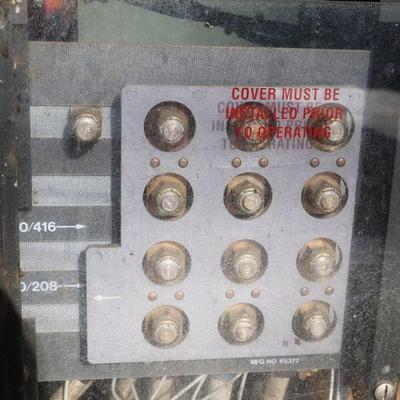 COVER MUST BE
INSTALLED PRIOR
TO OPERATING
0/416
0/208
MFG NO. 65372